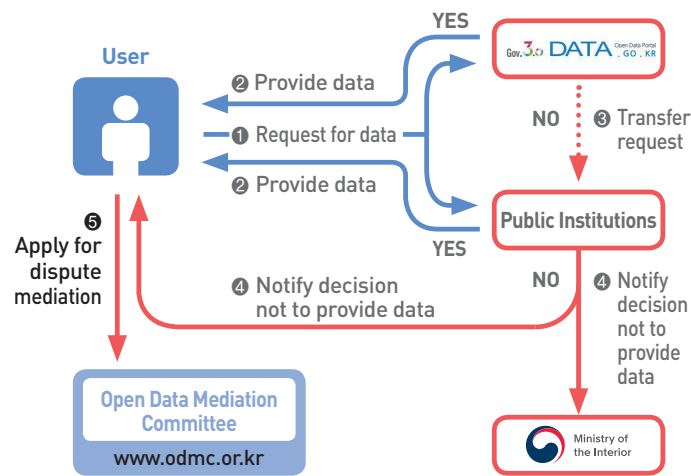 YES
Gov. 3.0 DATA Open Data Portal
. GO . KR
User
❷ Provide data
❶ Request for data
NO
❸ Transfer
request
❷ Provide data
Public Institutions
YES
❺
Apply for
dispute
mediation
❹ Notify decision
not to provide data
NO
❹ Notify
decision
not to
provide
data
Open Data Mediation
Committee
www.odmc.or.kr
Ministry of
the Interior